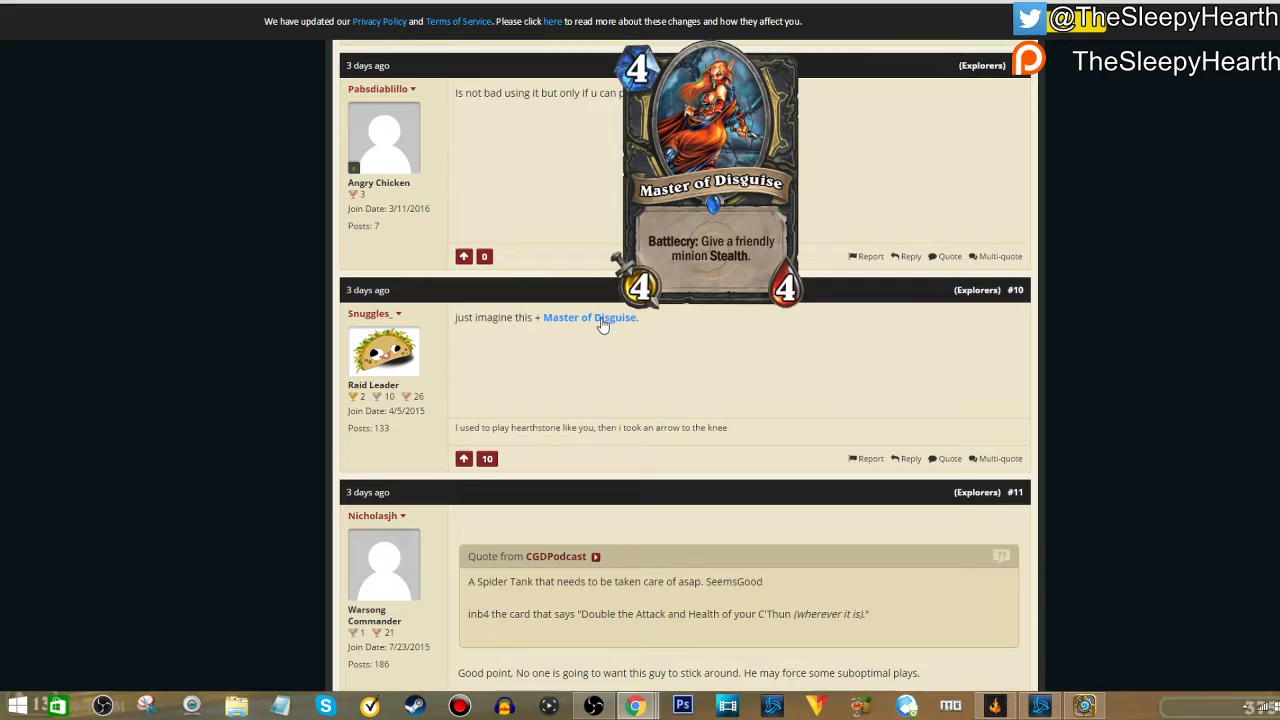 We have updated our Privacy Policy and Terms of Service. Please click here to read more about these changes and how they affect you.
@TheSleepyHearth
TheSleepyHearth
3 days ago
(Explorers)
Pabsdiablillo
Angry Chicken
3
Join Date: 3/11/2016
Posts: 7
Is not bad using it but only if u can
4
Master of Disguise
Battlecry: Give a friendly
minion Stealth.
4
4
0
Report Reply Quote Multi-quote
3 days ago
(Explorers) #10
Snuggles_
Raid Leader
2 10 26
Join Date: 4/5/2015
Posts: 133
just imagine this + Master of Disguise.
I used to play hearthstone like you, then i took an arrow to the knee
10
Report Reply Quote Multi-quote
3 days ago
(Explorers) #11
Nicholasjh
Warsong
Commander
1 21
Join Date: 7/23/2015
Posts: 186
Quote from CGDPodcast
A Spider Tank that needs to be taken care of asap. SeemsGood
inb4 the card that says "Double the Attack and Health of your C'Thun (wherever it is)."
Good point, No one is going to want this guy to stick around. He may force some suboptimal plays.